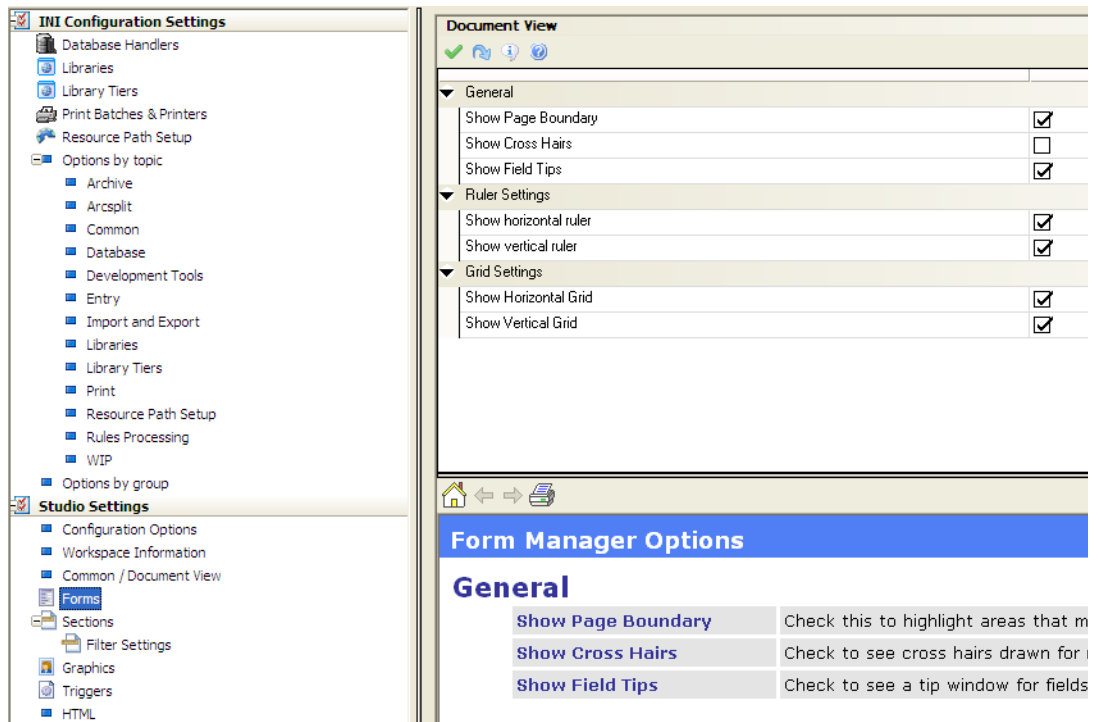 INI Configuration Settings
Database Handlers
Libraries
Library Tiers
Print Batches & Printers
Resource Path Setup
Options by topic
Archive
Arcsplit
Common
Database
Development Tools
Entry
Import and Export
Libraries
Library Tiers
Print
Resource Path Setup
Rules Processing
WIP
Options by group
Studio Settings
Configuration Options
Workspace Information
Common / Document View
Forms
Sections
Filter Settings
Graphics
Triggers
HTML
Document View
General
Show Page Boundary
Show Cross Hairs
Show Field Tips
Ruler Settings
Show horizontal ruler
Show vertical ruler
Grid Settings
Show Horizontal Grid
Show Vertical Grid
Form Manager Options
General
Show Page Boundary Check this to highlight areas that m
Show Cross Hairs Check to see cross hairs drawn for
Show Field Tips Check to see a tip window for fields